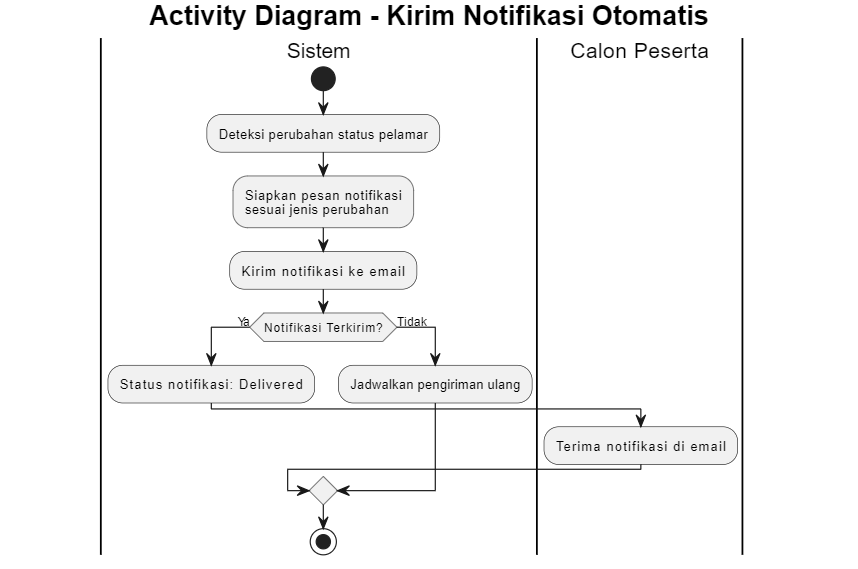 Activity Diagram - Kirim Notifikasi Otomatis
Sistem
Calon Peserta
Deteksi perubahan status pelamar
Siapkan pesan notifikasi
sesuai jenis perubahan
Kirim notifikasi ke email
Ya
Notifikasi Terkirim?
Tidak
Status notifikasi: Delivered
Jadwalkan pengiriman ulang
Terima notifikasi di email